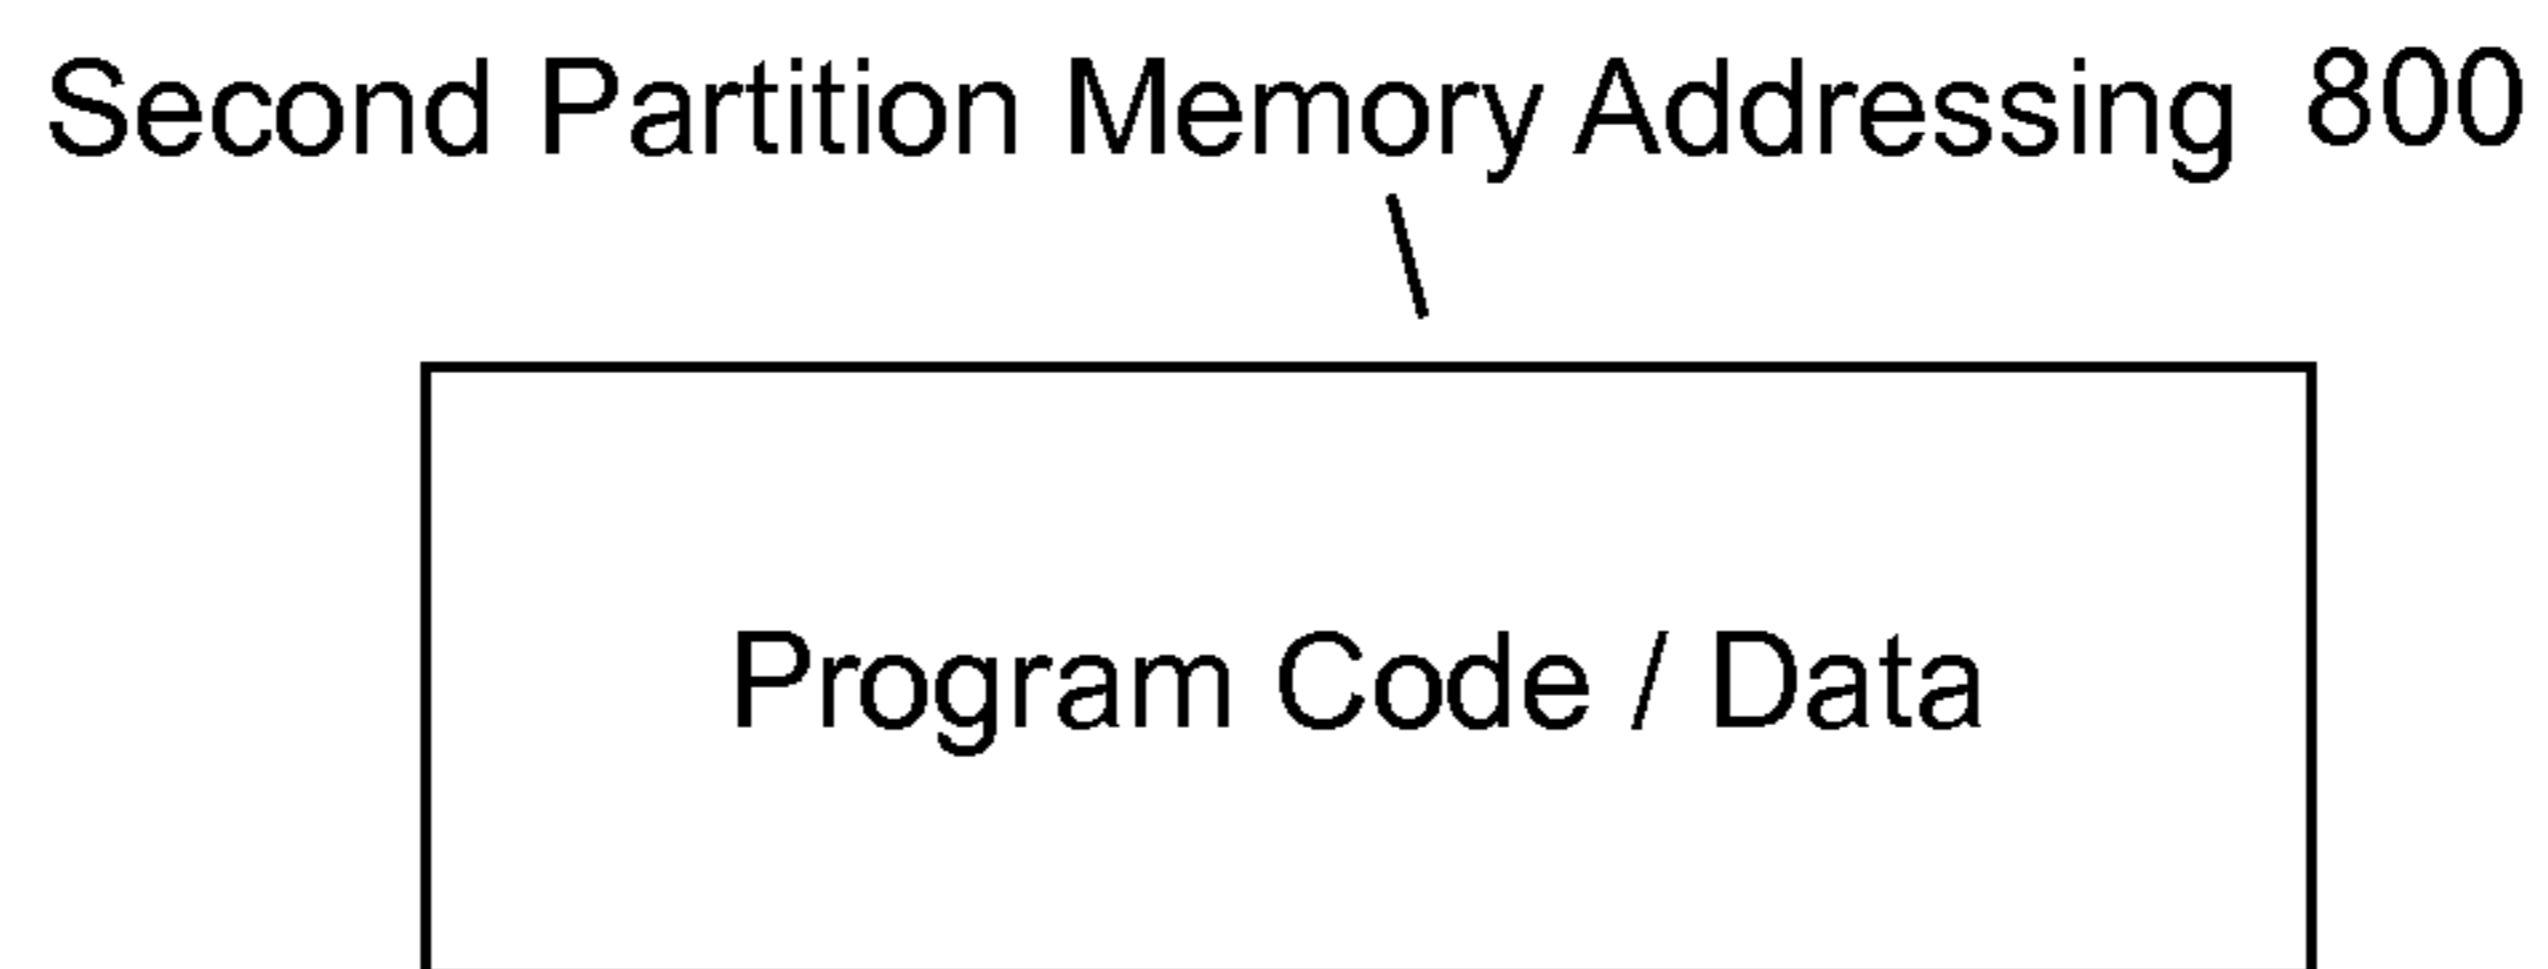 Second Partition Memory Addressing 800
Program Code / Data